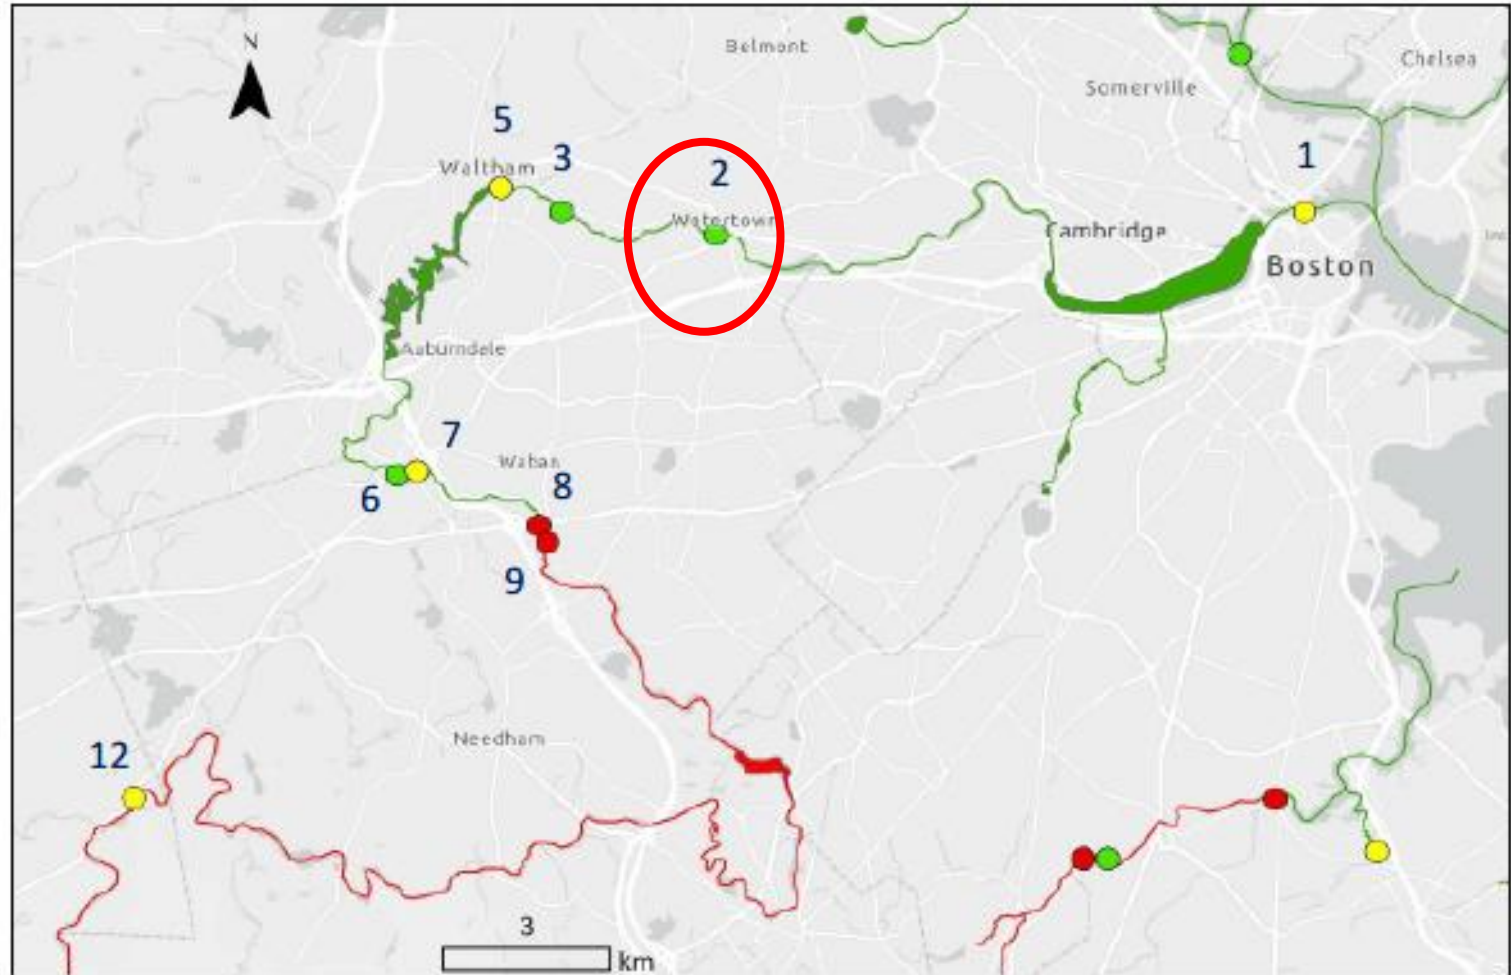 Belmont
Chelsea
N
Somerville
5
Waltham
3
2
1
Watertown
Cambridge
Boston
Auburndale
7
Waban
6
8
9
Needham
12
3
km